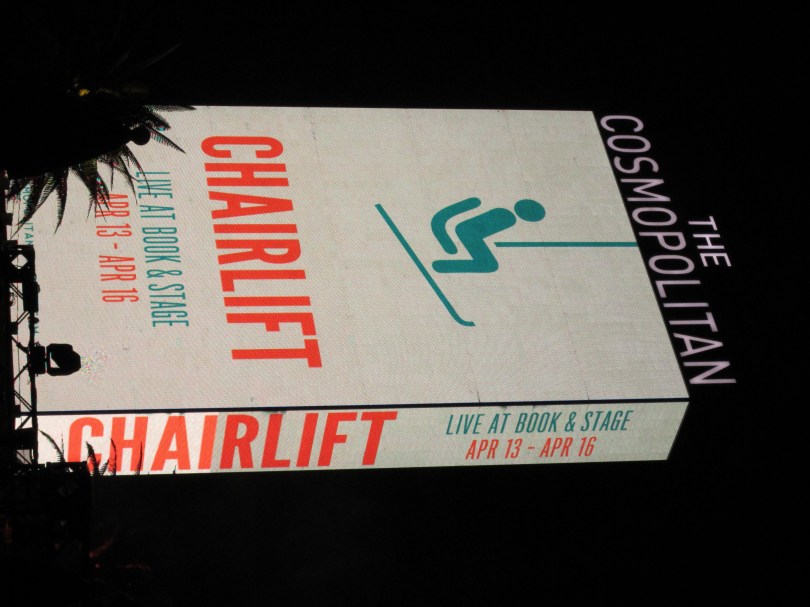 THE
COSMOPOLITAN
CHAIRLIFT
LIVE AT BOOK & STAGE
APR 13 - APR 16
CHAIRLIFT
LIVE AT BOOK & STAGE
APR 13 - APR 16